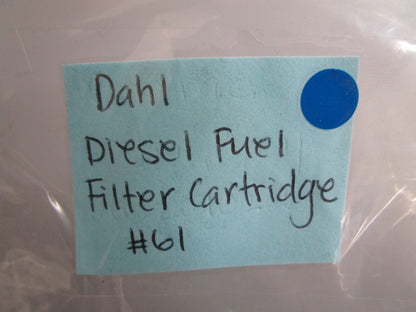 Dahl
Diesel Fuel
Filter Cartridge
#61